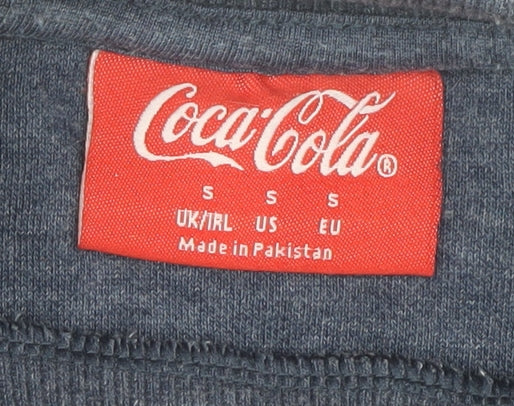 Coca-Cola®
S S S
UK/IRL US EU
Made in Pakistan